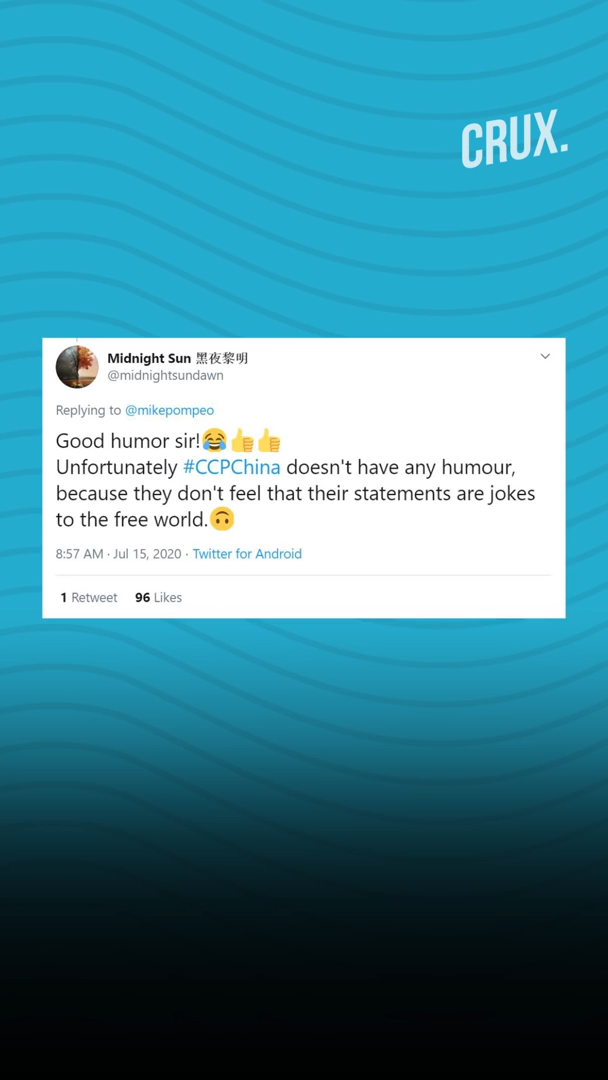 CRUX.
Midnight Sun 黑夜黎明
@midnightsundawn
Replying to @mikepompeo
Good humor sir!😂👍👍
Unfortunately #CCPChina doesn't have any humour,
because they don't feel that their statements are jokes
to the free world.🙃
8:57 AM · Jul 15, 2020 · Twitter for Android
1 Retweet 96 Likes